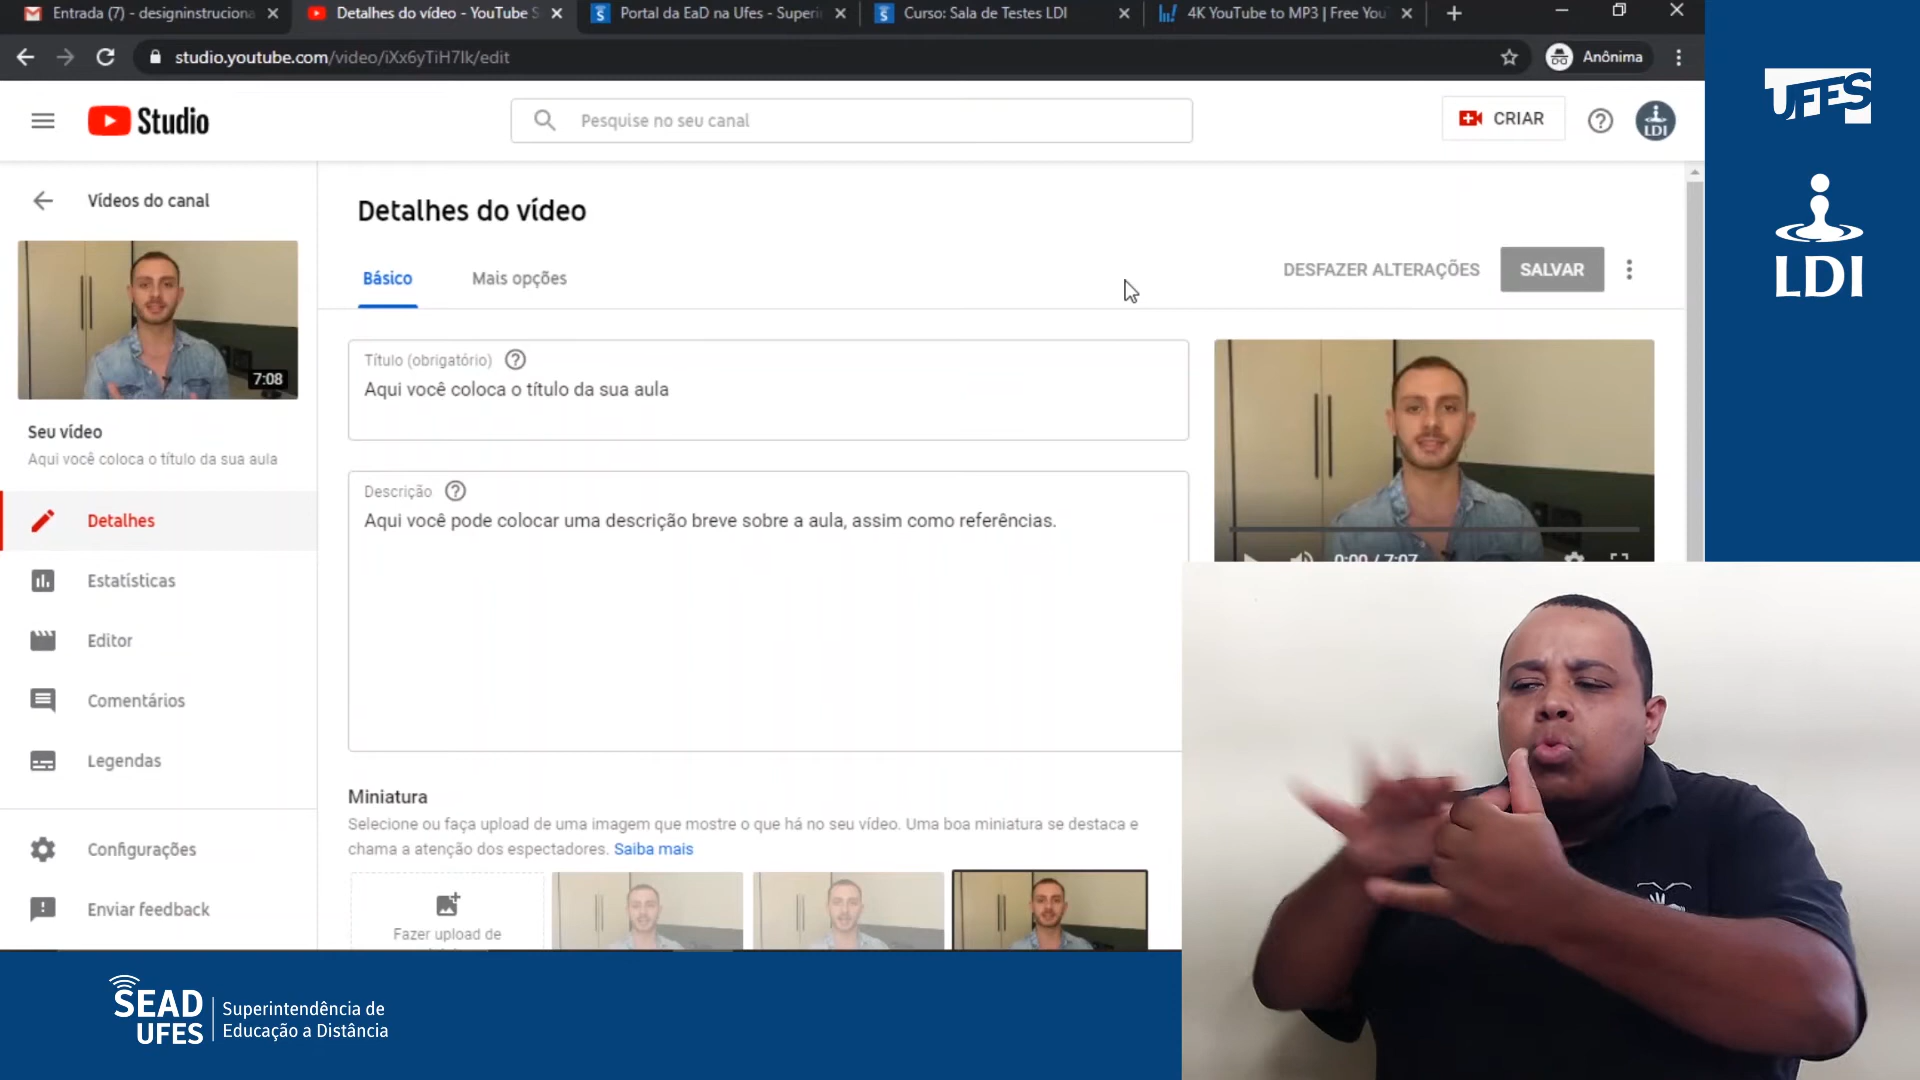 Entrada (7) - designinstruciona
Detalhes do vídeo - YouTube S
Portal da EaD na Ufes - Superi
Curso: Sala de Testes LDI
4K YouTube to MP3 | Free You
studio.youtube.com/video/iXx6yTiH7Ik/edit
Anônima
UFES
Studio
Pesquise no seu canal
CRIAR
LDI
LDI
Vídeos do canal
Detalhes do vídeo
Básico
Mais opções
DESFAZER ALTERAÇÕES
SALVAR
7:08
Título (obrigatório)
Aqui você coloca o título da sua aula
Seu vídeo
Aqui você coloca o título da sua aula
Descrição
Aqui você pode colocar uma descrição breve sobre a aula, assim como referências.
0:00 / 7:07
Detalhes
Estatísticas
Editor
Comentários
Legendas
Configurações
Enviar feedback
Miniatura
Selecione ou faça upload de uma imagem que mostre o que há no seu vídeo. Uma boa miniatura se destaca e
chama a atenção dos espectadores. Saiba mais
Fazer upload de
SEAD
UFES
Superintendência de
Educação a Distância